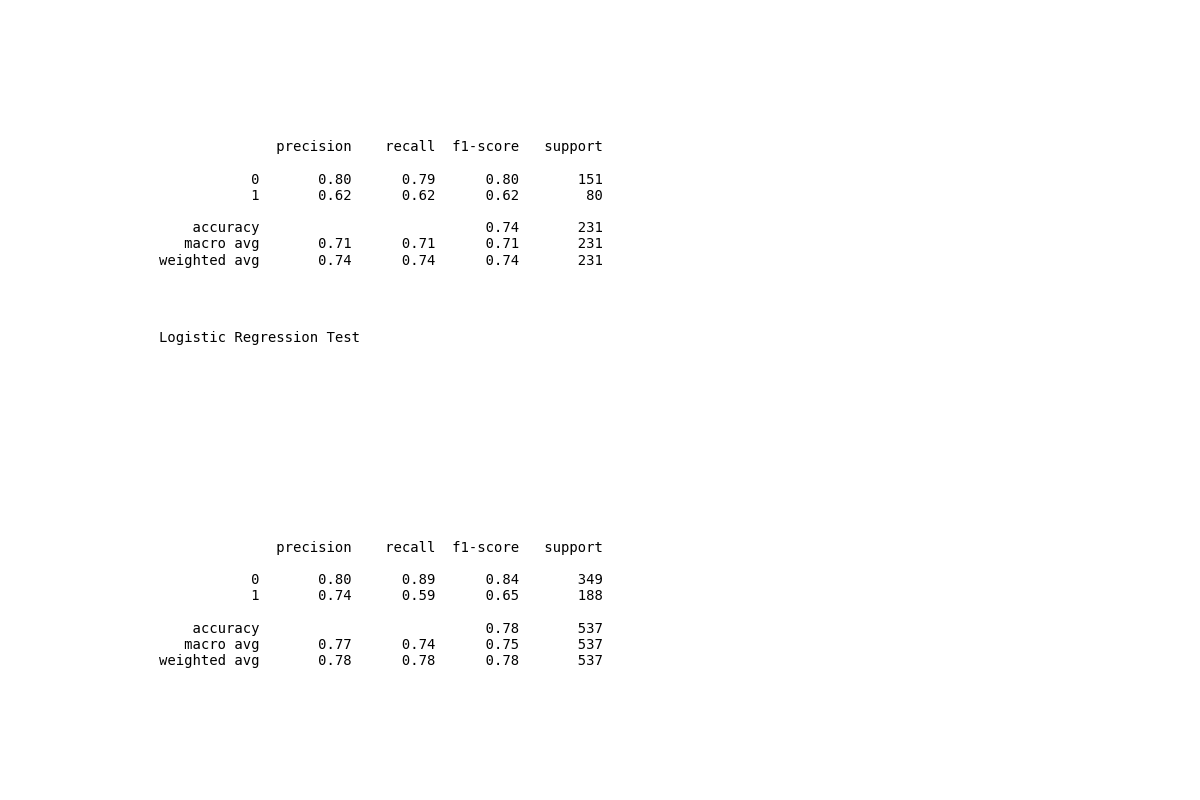 precision    recall  f1-score   support
0       0.80      0.79      0.80       151
1       0.62      0.62      0.62        80
accuracy                           0.74       231
macro avg       0.71      0.71      0.71       231
weighted avg       0.74      0.74      0.74       231
Logistic Regression Test
precision    recall  f1-score   support
0       0.80      0.89      0.84       349
1       0.74      0.59      0.65       188
accuracy                           0.78       537
macro avg       0.77      0.74      0.75       537
weighted avg       0.78      0.78      0.78       537